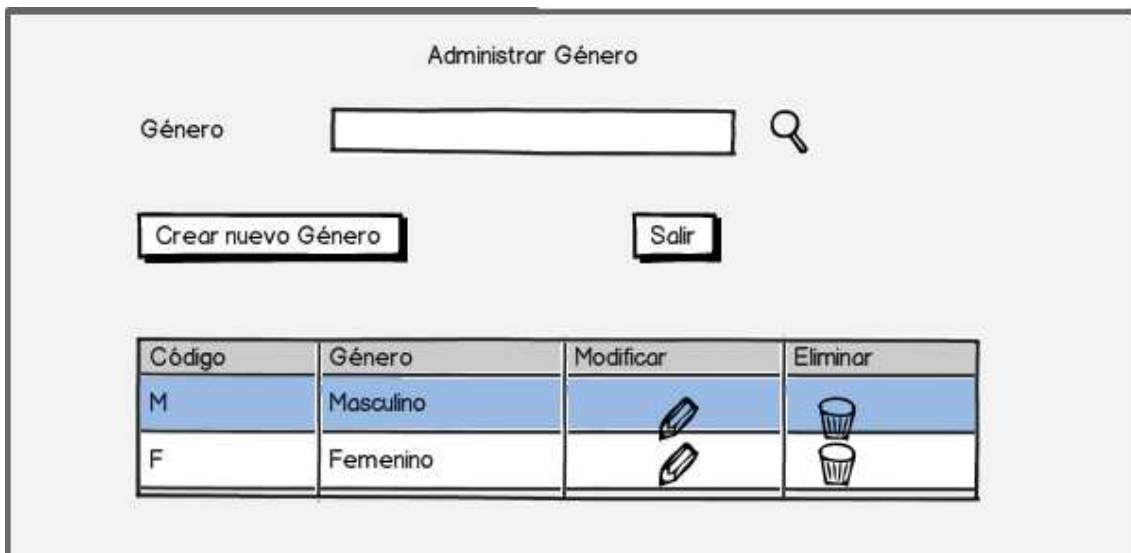 Administrar Género
Género
Crear nuevo Género Salir
Código Género Modificar Eliminar
M Masculino
F Femenino